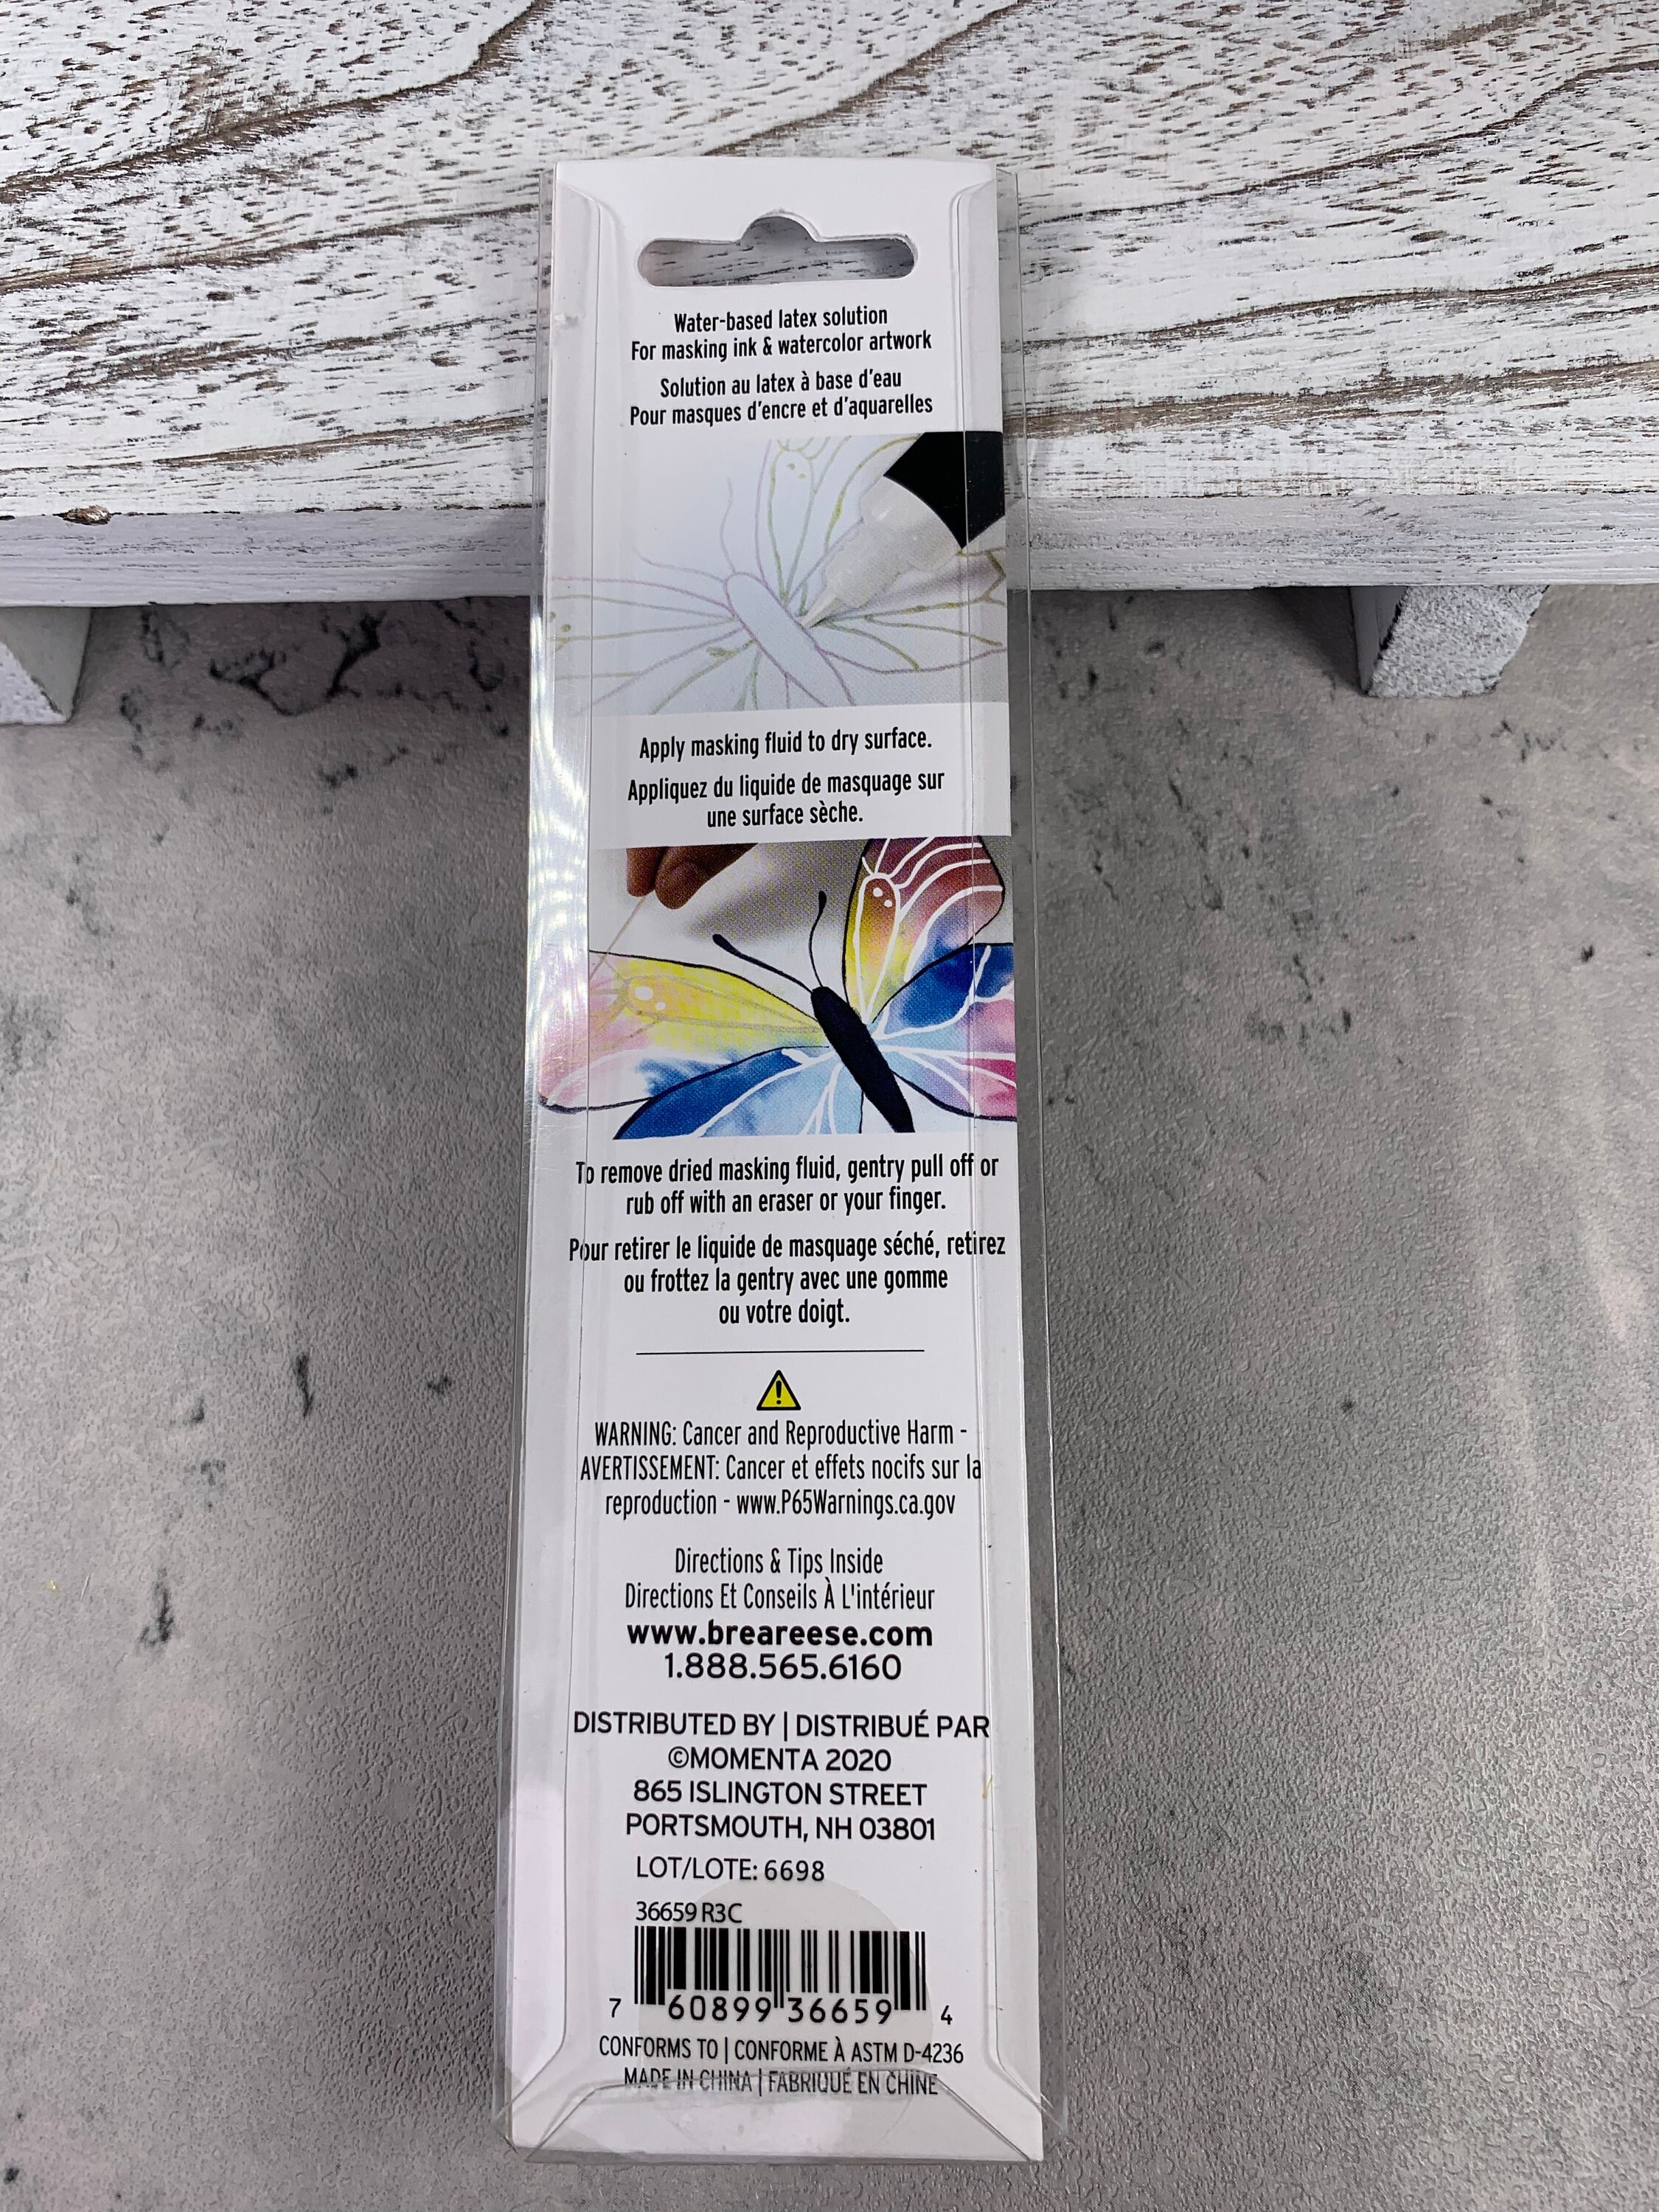 Water-based latex solution
For masking ink & watercolor artwork
Solution au latex à base d'eau
Pour masques d'encre et d'aquarelles
Apply masking fluid to dry surface.
Appliquez du liquide de masquage sur
une surface sèche.
To remove dried masking fluid, gentry pull off or
rub off with an eraser or your finger.
Pour retirer le liquide de masquage séché, retirez
ou frottez la gentry avec une gomme
ou votre doigt.
WARNING: Cancer and Reproductive Harm -
AVERTISSEMENT: Cancer et effets nocifs sur la
reproduction - www.P65Warnings.ca.gov
Directions & Tips Inside
Directions Et Conseils À L'intérieur
www.breareese.com
1.888.565.6160
DISTRIBUTED BY | DISTRIBUÉ PAR
©MOMENTA 2020
865 ISLINGTON STREET
PORTSMOUTH, NH 03801
LOT/LOTE: 6698
36659 R3C
7 60899 36659 4
CONFORMS TO | CONFORME À ASTM D-4236
MADE IN CHINA | FABRIQUÉ EN CHINE